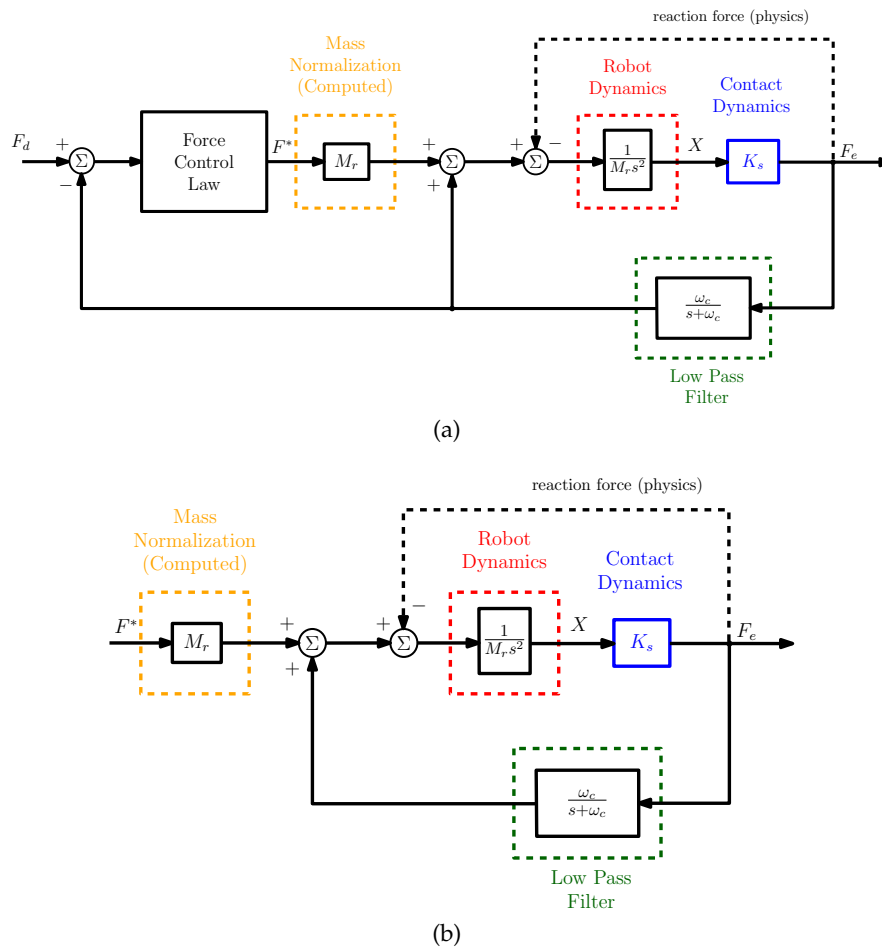 reaction force (physics)
Mass
Normalization
(Computed)
Robot
Dynamics
Contact
Dynamics
F_d
+
Σ
−
Force
Control
Law
F*
M_r
+
Σ
+
+
Σ
−
1/(M_r s²)
X
K_s
F_e
ω_c/(s+ω_c)
Low Pass
Filter
(a)
reaction force (physics)
Mass
Normalization
(Computed)
Robot
Dynamics
Contact
Dynamics
F*
M_r
+
Σ
+
+
Σ
−
1/(M_r s²)
X
K_s
F_e
ω_c/(s+ω_c)
Low Pass
Filter
(b)